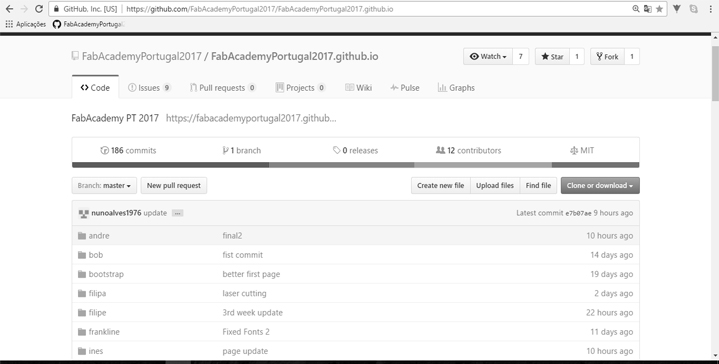 GitHub, Inc. [US] https://github.com/FabAcademyPortugal2017/FabAcademyPortugal2017.github.io
Aplicações FabAcademyPortugal
FabAcademyPortugal2017 / FabAcademyPortugal2017.github.io Watch 7 Star 1 Fork 1
Code Issues 9 Pull requests 0 Projects 0 Wiki Pulse Graphs
FabAcademy PT 2017 https://fabacademyportugal2017.github...
186 commits 1 branch 0 releases 12 contributors MIT
Branch: master New pull request Create new file Upload files Find file Clone or download
nunoalves1976 update ... Latest commit e7b07ae 9 hours ago
andre final2 10 hours ago
bob fist commit 14 days ago
bootstrap better first page 19 days ago
filipa laser cutting 2 days ago
filipe 3rd week update 22 hours ago
frankline Fixed Fonts 2 11 days ago
ines page update 10 hours ago